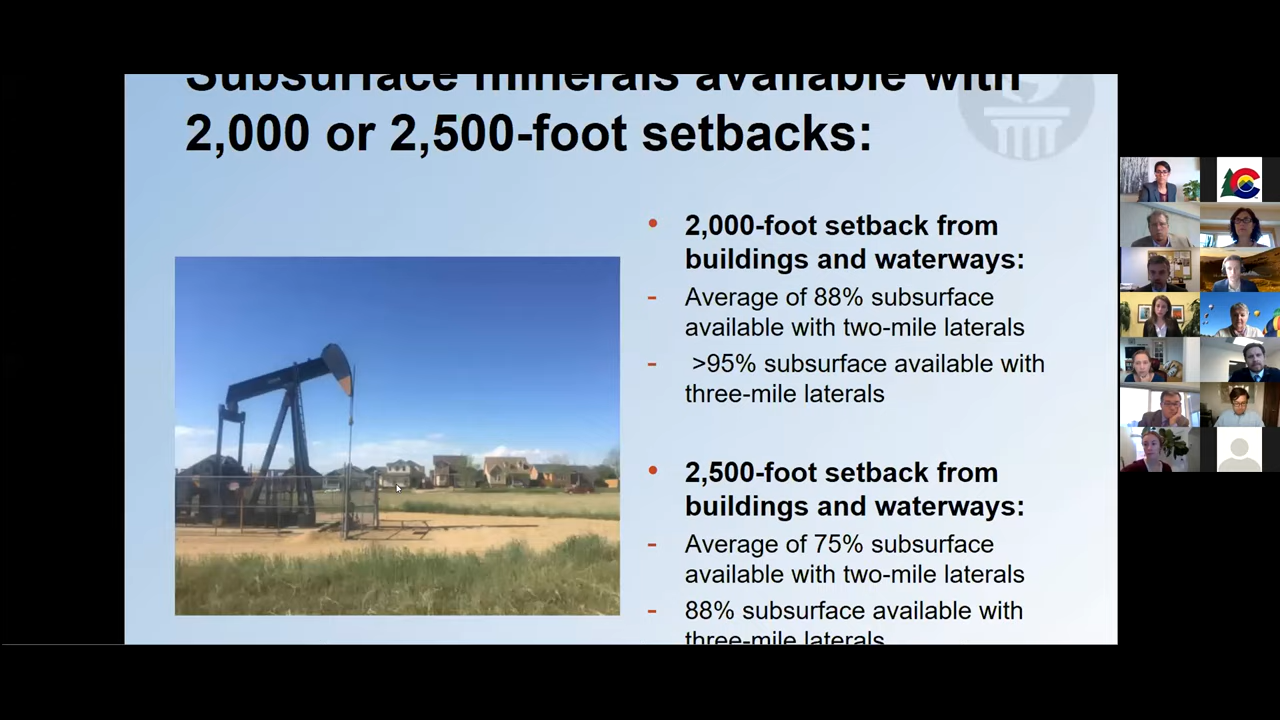 Subsurface minerals available with
2,000 or 2,500-foot setbacks:
• 2,000-foot setback from
buildings and waterways:
- Average of 88% subsurface
available with two-mile laterals
- >95% subsurface available with
three-mile laterals
• 2,500-foot setback from
buildings and waterways:
- Average of 75% subsurface
available with two-mile laterals
- 88% subsurface available with
three-mile laterals